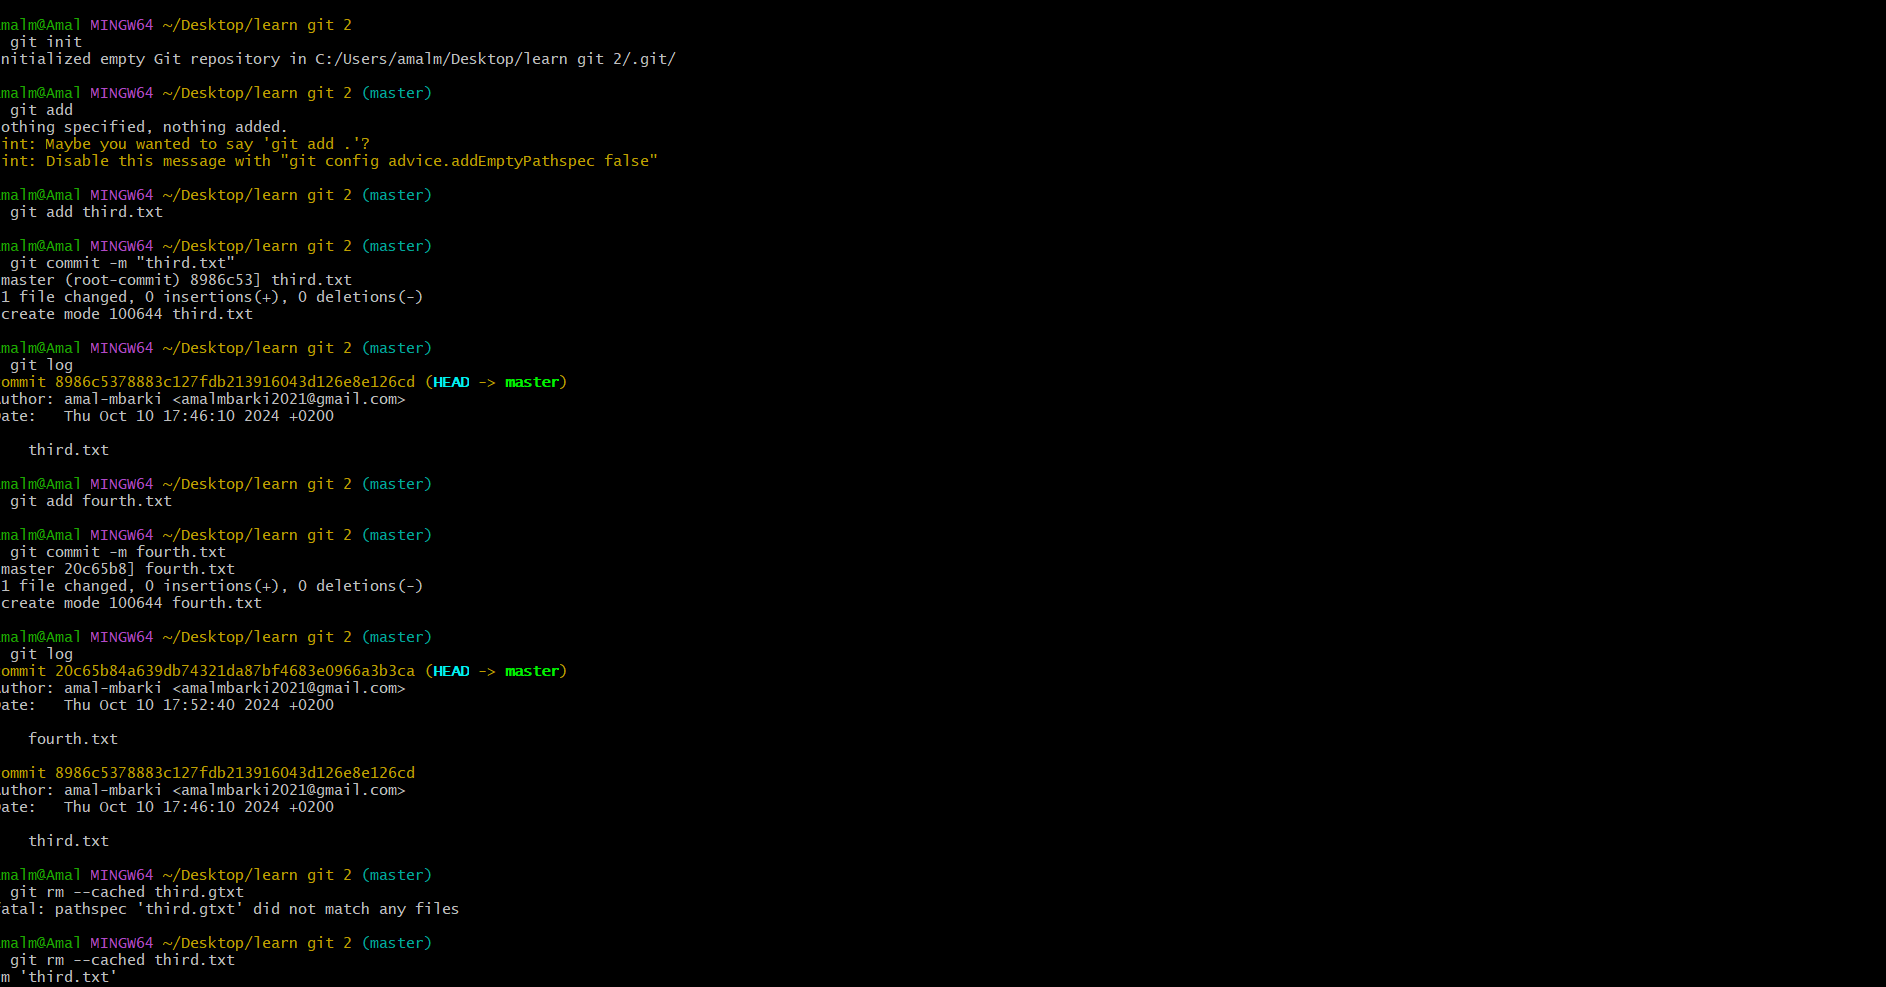 malm@Amal MINGW64 ~/Desktop/learn git 2
git init
nitialized empty Git repository in C:/Users/amalm/Desktop/learn git 2/.git/
malm@Amal MINGW64 ~/Desktop/learn git 2 (master)
git add
othing specified, nothing added.
int: Maybe you wanted to say 'git add .'?
int: Disable this message with "git config advice.addEmptyPathspec false"
malm@Amal MINGW64 ~/Desktop/learn git 2 (master)
git add third.txt
malm@Amal MINGW64 ~/Desktop/learn git 2 (master)
git commit -m "third.txt"
master (root-commit) 8986c53] third.txt
1 file changed, 0 insertions(+), 0 deletions(-)
create mode 100644 third.txt
malm@Amal MINGW64 ~/Desktop/learn git 2 (master)
git log
ommit 8986c5378883c127fdb213916043d126e8e126cd (HEAD -> master)
uthor: amal-mbarki <amalmbarki2021@gmail.com>
ate:   Thu Oct 10 17:46:10 2024 +0200
third.txt
malm@Amal MINGW64 ~/Desktop/learn git 2 (master)
git add fourth.txt
malm@Amal MINGW64 ~/Desktop/learn git 2 (master)
git commit -m fourth.txt
master 20c65b8] fourth.txt
1 file changed, 0 insertions(+), 0 deletions(-)
create mode 100644 fourth.txt
malm@Amal MINGW64 ~/Desktop/learn git 2 (master)
git log
ommit 20c65b84a639db74321da87bf4683e0966a3b3ca (HEAD -> master)
uthor: amal-mbarki <amalmbarki2021@gmail.com>
ate:   Thu Oct 10 17:52:40 2024 +0200
fourth.txt
ommit 8986c5378883c127fdb213916043d126e8e126cd
uthor: amal-mbarki <amalmbarki2021@gmail.com>
ate:   Thu Oct 10 17:46:10 2024 +0200
third.txt
malm@Amal MINGW64 ~/Desktop/learn git 2 (master)
git rm --cached third.gtxt
atal: pathspec 'third.gtxt' did not match any files
malm@Amal MINGW64 ~/Desktop/learn git 2 (master)
git rm --cached third.txt
m 'third.txt'